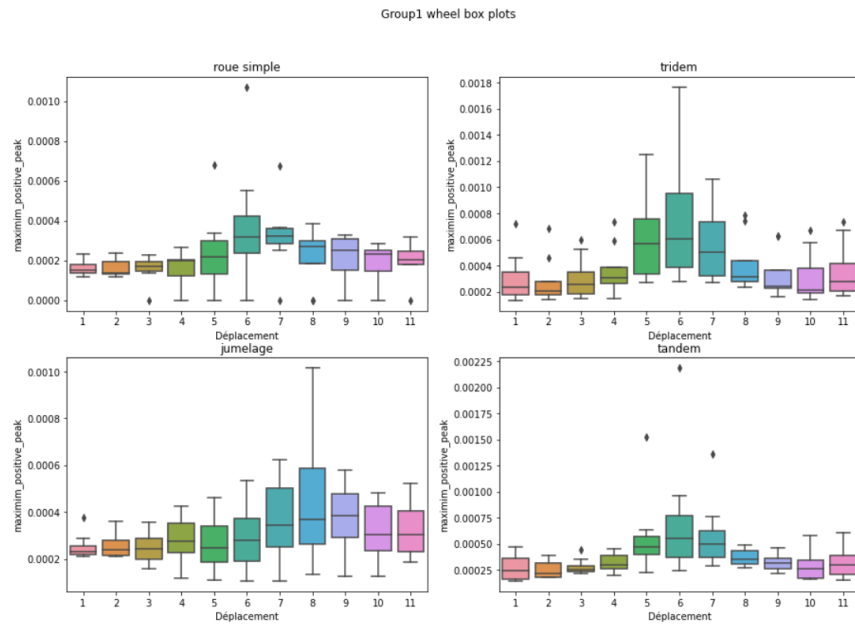 Group1 wheel box plots
roue simple
maximim_positive_peak
0.0010
0.0008
0.0006
0.0004
0.0002
0.0000
1 2 3 4 5 6 7 8 9 10 11
Déplacement
tridem
maximim_positive_peak
0.0018
0.0016
0.0014
0.0012
0.0010
0.0008
0.0006
0.0004
0.0002
1 2 3 4 5 6 7 8 9 10 11
Déplacement
jumelage
maximim_positive_peak
0.0010
0.0008
0.0006
0.0004
0.0002
1 2 3 4 5 6 7 8 9 10 11
Déplacement
tandem
maximim_positive_peak
0.00225
0.00200
0.00175
0.00150
0.00125
0.00100
0.00075
0.00050
0.00025
1 2 3 4 5 6 7 8 9 10 11
Déplacement